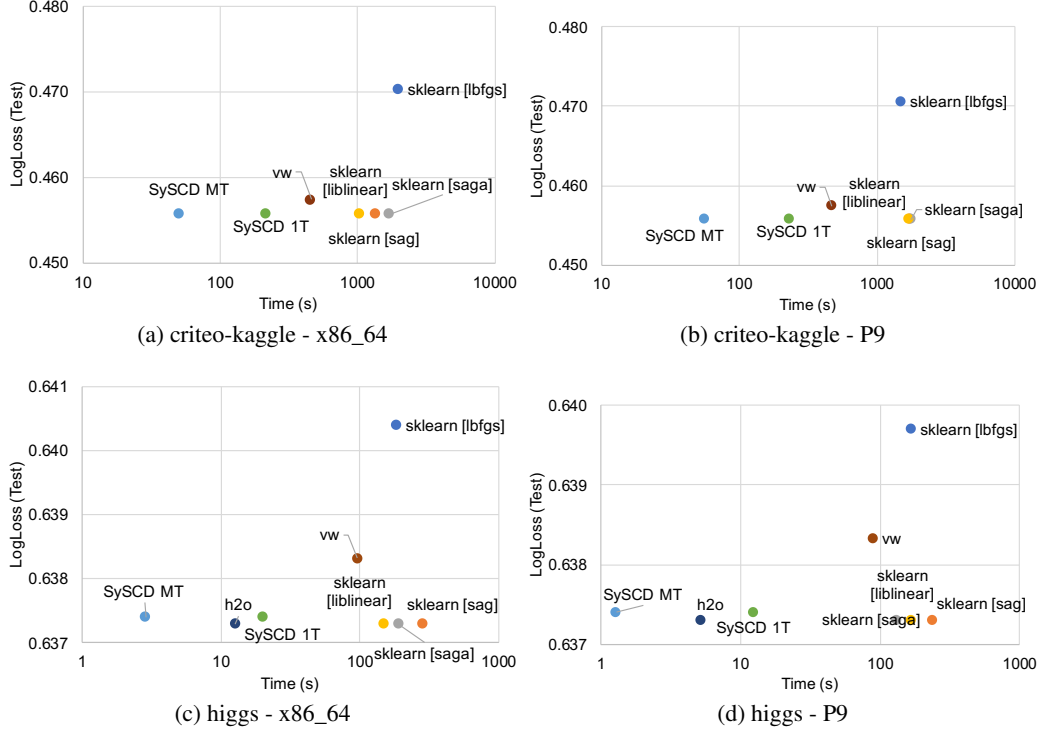 0.480
0.470
0.460
0.450
LogLoss (Test)
sklearn [lbfgs]
SySCD MT
vw
sklearn
[liblinear]
sklearn [saga]
SySCD 1T
sklearn [sag]
10
100
1000
10000
Time (s)
(a) criteo-kaggle - x86_64
0.480
0.470
0.460
0.450
LogLoss (Test)
sklearn [lbfgs]
vw
sklearn
[liblinear]
SySCD MT
SySCD 1T
sklearn [saga]
sklearn [sag]
10
100
1000
10000
Time (s)
(b) criteo-kaggle - P9
0.641
0.640
0.639
0.638
0.637
LogLoss (Test)
sklearn [lbfgs]
vw
SySCD MT
h2o
sklearn
[liblinear]
sklearn [sag]
SySCD 1T
sklearn [saga]
1
10
100
1000
Time (s)
(c) higgs - x86_64
0.640
0.639
0.638
0.637
LogLoss (Test)
sklearn [lbfgs]
vw
SySCD MT
h2o
sklearn
[liblinear]
sklearn [sag]
SySCD 1T
sklearn [saga]
1
10
100
1000
Time (s)
(d) higgs - P9